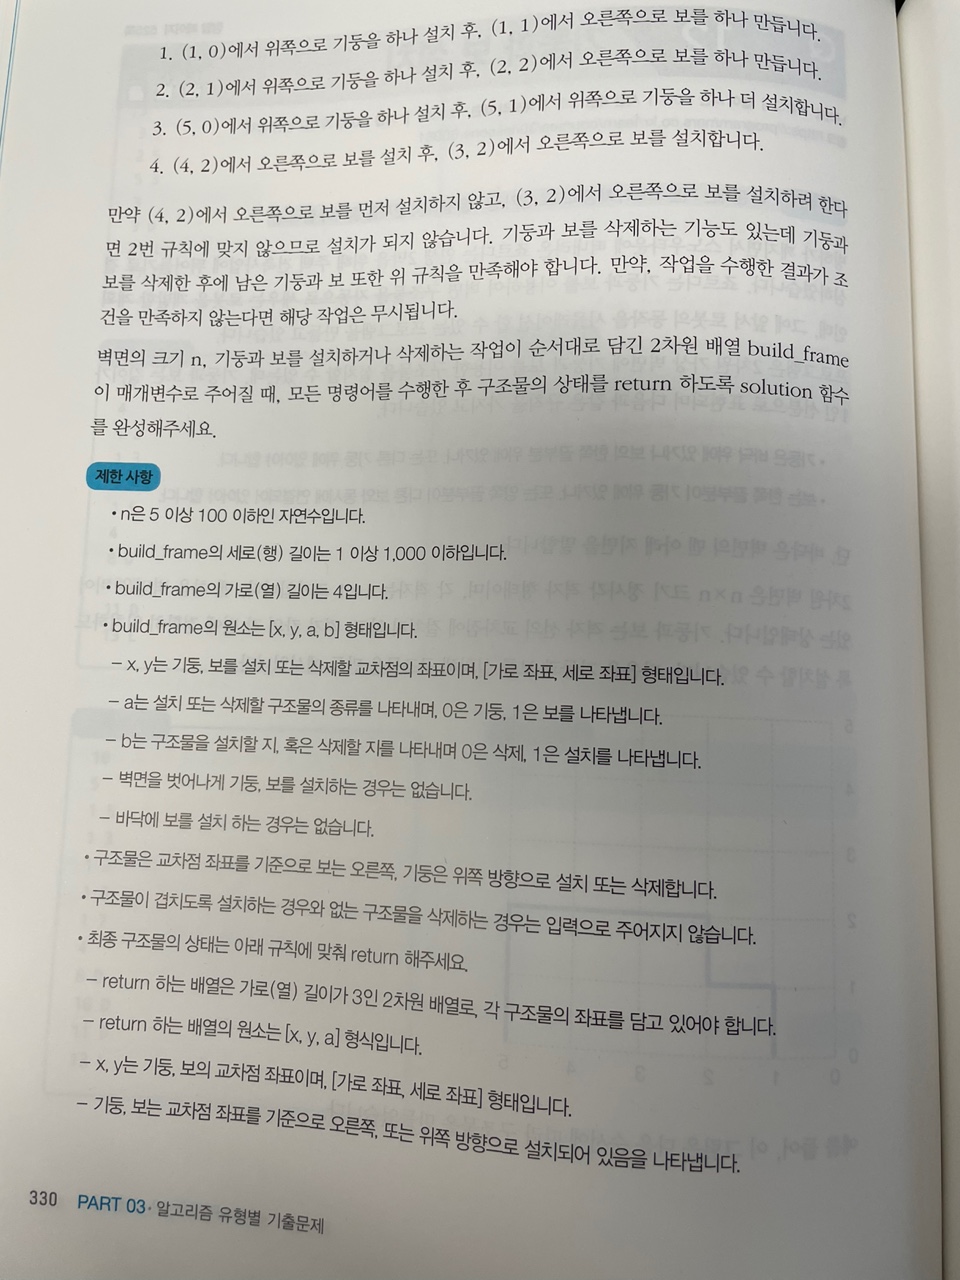 1. (1, 0)에서 위쪽으로 기둥을 하나 설치 후, (1, 1)에서 오른쪽으로 보를 하나 만듭니다.
2. (2, 1)에서 위쪽으로 기둥을 하나 설치 후, (2, 2)에서 오른쪽으로 보를 하나 만듭니다.
3. (5, 0)에서 위쪽으로 기둥을 하나 설치 후, (5, 1)에서 위쪽으로 기둥을 하나 더 설치합니다.
4. (4, 2)에서 오른쪽으로 보를 설치 후, (3, 2)에서 오른쪽으로 보를 설치합니다.
만약 (4, 2)에서 오른쪽으로 보를 먼저 설치하지 않고, (3, 2)에서 오른쪽으로 보를 설치하려 한다
면 2번 규칙에 맞지 않으므로 설치가 되지 않습니다. 기둥과 보를 삭제하는 기능도 있는데 기둥과
보를 삭제한 후에 남은 기둥과 보 또한 위 규칙을 만족해야 합니다. 만약, 작업을 수행한 결과가 조
건을 만족하지 않는다면 해당 작업은 무시됩니다.
벽면의 크기 n, 기둥과 보를 설치하거나 삭제하는 작업이 순서대로 담긴 2차원 배열 build_frame
이 매개변수로 주어질 때, 모든 명령어를 수행한 후 구조물의 상태를 return 하도록 solution 함수
를 완성해주세요.
제한 사항
• n은 5 이상 100 이하인 자연수입니다.
• build_frame의 세로(행) 길이는 1 이상 1,000 이하입니다.
• build_frame의 가로(열) 길이는 4입니다.
• build_frame의 원소는 [x, y, a, b] 형태입니다.
– x, y는 기둥, 보를 설치 또는 삭제할 교차점의 좌표이며, [가로 좌표, 세로 좌표] 형태입니다.
– a는 설치 또는 삭제할 구조물의 종류를 나타내며, 0은 기둥, 1은 보를 나타냅니다.
– b는 구조물을 설치할 지, 혹은 삭제할 지를 나타내며 0은 삭제, 1은 설치를 나타냅니다.
– 벽면을 벗어나게 기둥, 보를 설치하는 경우는 없습니다.
– 바닥에 보를 설치 하는 경우는 없습니다.
• 구조물은 교차점 좌표를 기준으로 보는 오른쪽, 기둥은 위쪽 방향으로 설치 또는 삭제합니다.
• 구조물이 겹치도록 설치하는 경우와 없는 구조물을 삭제하는 경우는 입력으로 주어지지 않습니다.
• 최종 구조물의 상태는 아래 규칙에 맞춰 return 해주세요.
– return 하는 배열은 가로(열) 길이가 3인 2차원 배열로, 각 구조물의 좌표를 담고 있어야 합니다.
– return 하는 배열의 원소는 [x, y, a] 형식입니다.
– x, y는 기둥, 보의 교차점 좌표이며, [가로 좌표, 세로 좌표] 형태입니다.
– 기둥, 보는 교차점 좌표를 기준으로 오른쪽, 또는 위쪽 방향으로 설치되어 있음을 나타냅니다.
330 PART 03 • 알고리즘 유형별 기출문제